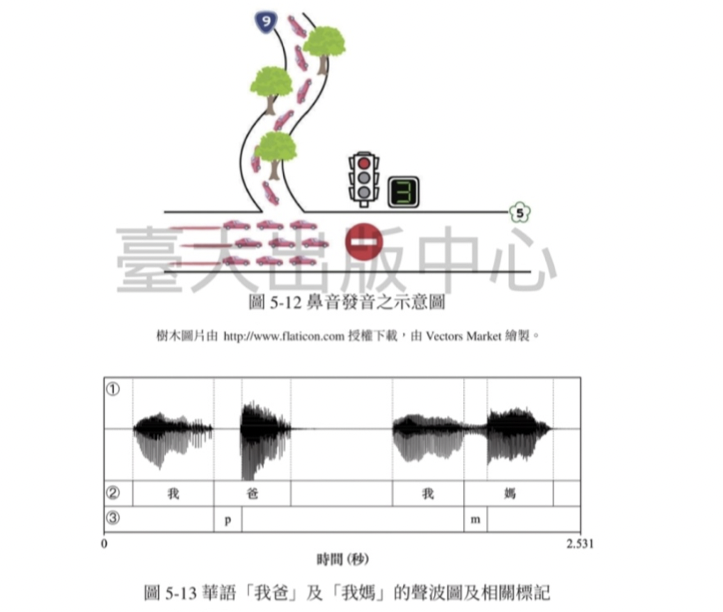 9
3
5
臺大出版中心
圖 5-12 鼻音發音之示意圖
樹木圖片由 http://www.flaticon.com 授權下載，由 Vectors Market 繪製。
①
② 我 爸 我 媽
③ p m
0 2.531
時間 (秒)
圖 5-13 華語「我爸」及「我媽」的聲波圖及相關標記